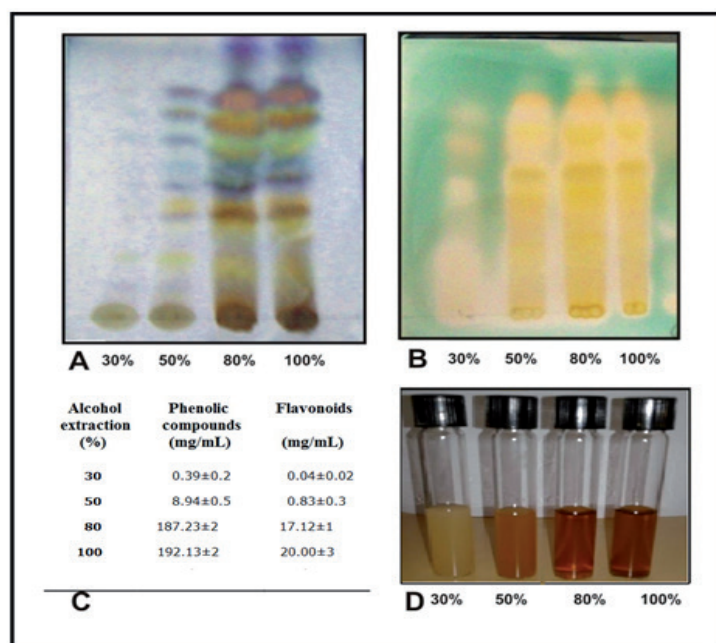 A 30% 50% 80% 100%
B 30% 50% 80% 100%
Alcohol extraction (%) Phenolic compounds (mg/mL) Flavonoids (mg/mL)
30 0.39±0.2 0.04±0.02
50 8.94±0.5 0.83±0.3
80 187.23±2 17.12±1
100 192.13±2 20.00±3
C
D 30% 50% 80% 100%